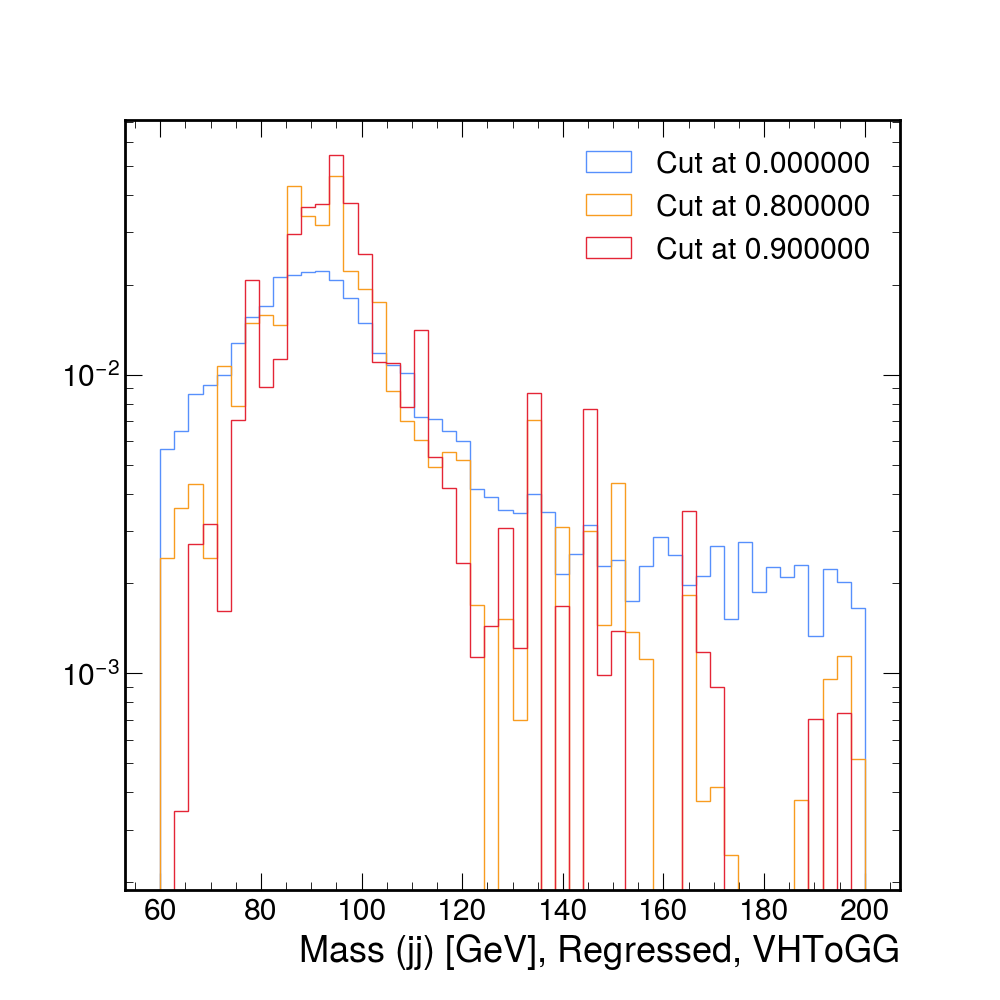 Cut at 0.000000
Cut at 0.800000
Cut at 0.900000
10⁻²
10⁻³
60 80 100 120 140 160 180 200
Mass (jj) [GeV], Regressed, VHToGG